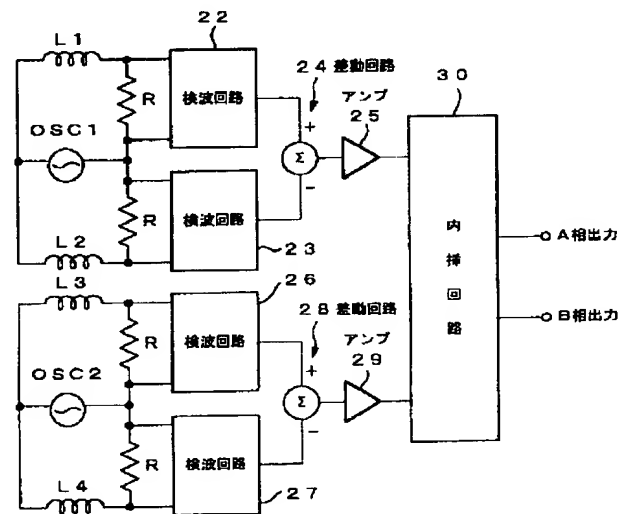 22
L1
24 差動回路
30
アンプ
25
R
検波回路
+
OSC1
Σ
−
R
検波回路
内挿回路
A相出力
L2
23
L3
26
B相出力
28 差動回路
アンプ
29
R
検波回路
+
OSC2
Σ
−
R
検波回路
L4
27